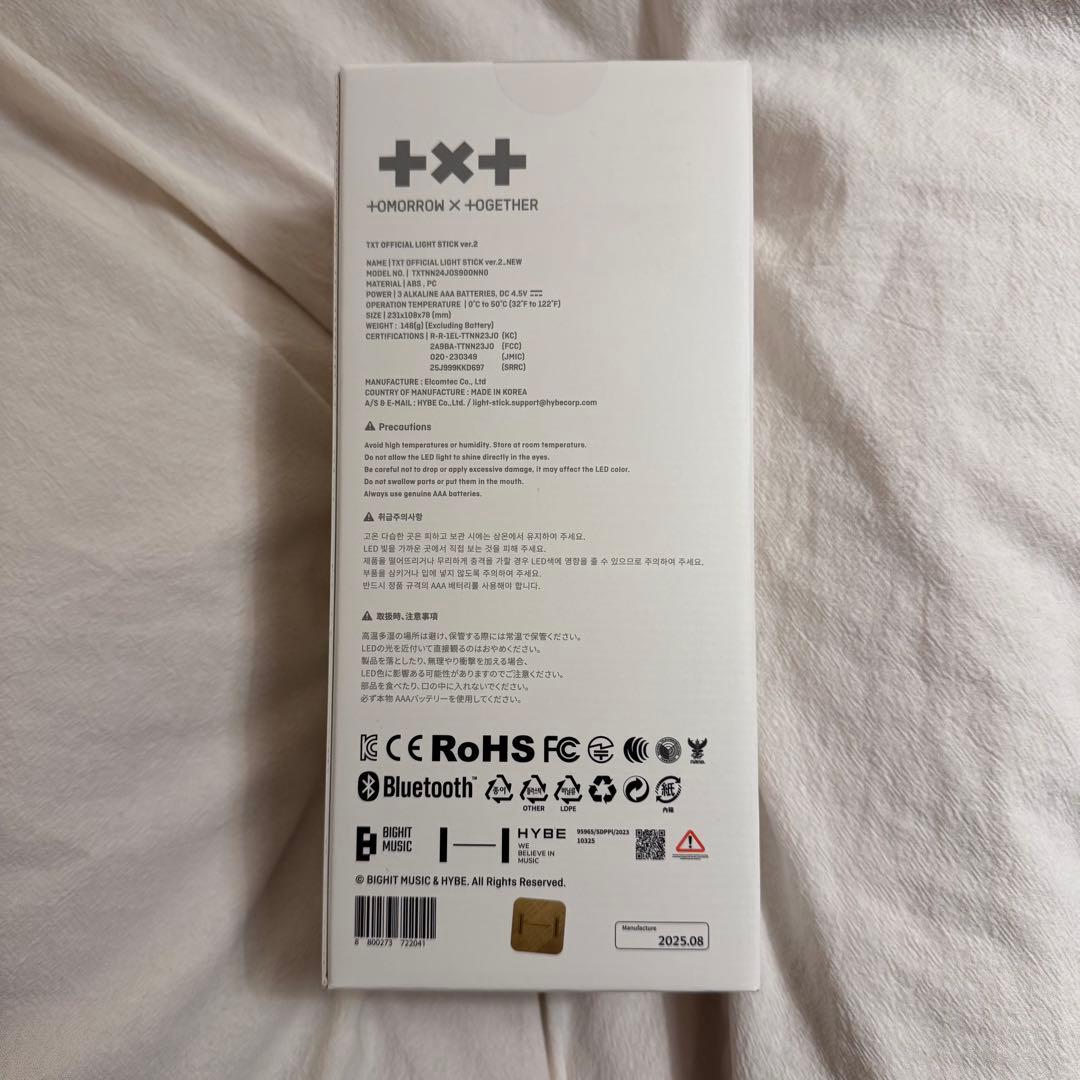 +×+
+OMORROW × +OGETHER
TXT OFFICIAL LIGHT STICK ver.2
NAME | TXT OFFICIAL LIGHT STICK ver.2_NEW
MODEL NO. | TXTNN24JOS900NN0
MATERIAL | ABS , PC
POWER | 3 ALKALINE AAA BATTERIES, DC 4.5V
OPERATION TEMPERATURE | 0°C to 50°C (32°F to 122°F)
SIZE | 231x108x78 (mm)
WEIGHT : 148(g) (Excluding Battery)
CERTIFICATIONS | R-R-1EL-TTNN23JO (KC)
2A9BA-TTNN23JO (FCC)
020-230349 (JMIC)
25J999KKD697 (SRRC)
MANUFACTURE : Elcomtec Co., Ltd
COUNTRY OF MANUFACTURE : MADE IN KOREA
A/S & E-MAIL : HYBE Co.,Ltd. / light-stick.support@hybecorp.com
Precautions
Avoid high temperatures or humidity. Store at room temperature.
Do not allow the LED light to shine directly in the eyes.
Be careful not to drop or apply excessive damage, it may affect the LED color.
Do not swallow parts or put them in the mouth.
Always use genuine AAA batteries.
취급주의사항
고온 다습한 곳은 피하고 보관 시에는 상온에서 유지하여 주세요.
LED 빛을 가까운 곳에서 직접 보는 것을 피해 주세요.
제품을 떨어뜨리거나 무리하게 충격을 가할 경우 LED색에 영향을 줄 수 있으므로 주의하여 주세요.
부품을 삼키거나 입에 넣지 않도록 주의하여 주세요.
반드시 정품 규격의 AAA 배터리를 사용해야 합니다.
取扱時、注意事項
高温多湿の場所は避け、保管する際には常温で保管ください。
LEDの光を近付いて直接観るのはおやめください。
製品を落としたり、無理やり衝撃を加える場合、
LED色に影響ある可能性がありますのでご注意ください。
部品を食べたり、口の中に入れないでください。
必ず本物 AAAバッテリーを使用してください。
CE RoHS FC
Bluetooth™ 종이 플라스틱 비닐류 紙
OTHER LDPE 内箱
BIGHIT
MUSIC
HYBE
WE
BELIEVE IN
MUSIC
95965/SDPPI/2023
10325
© BIGHIT MUSIC & HYBE. All Rights Reserved.
8 800273 722041
Manufacture
2025.08